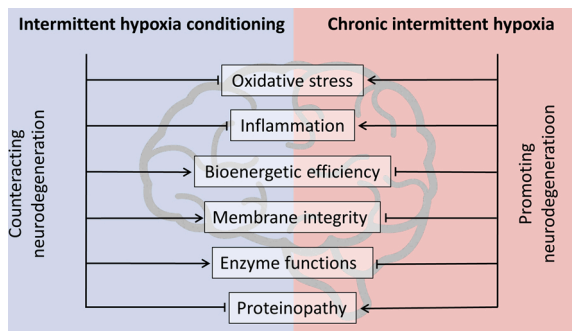 Intermittent hypoxia conditioning
Chronic intermittent hypoxia
Counteracting
neurodegeneration
Oxidative stress
Inflammation
Bioenergetic efficiency
Membrane integrity
Enzyme functions
Proteinopathy
Promoting
neurodegeneratioon